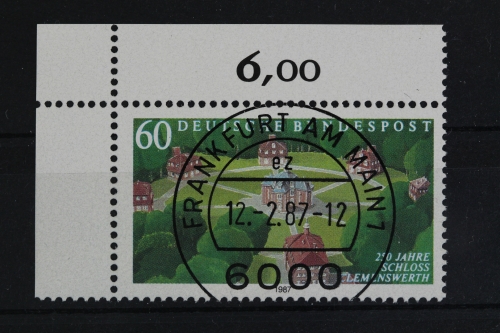 6,00
60 DEUTSCHE BUNDESPOST
FRANKFURT AM MAIN 1
ez
12.-2.87-12
6000
250 JAHRE
SCHLOSS
CLEMENSWERTH
1987